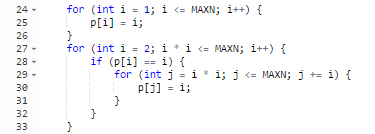 24 for (int i = 1; i <= MAXN; i++) {
25 p[i] = i;
26 }
27 for (int i = 2; i * i <= MAXN; i++) {
28 if (p[i] == i) {
29 for (int j = i * i; j <= MAXN; j += i) {
30 p[j] = i;
31 }
32 }
33 }